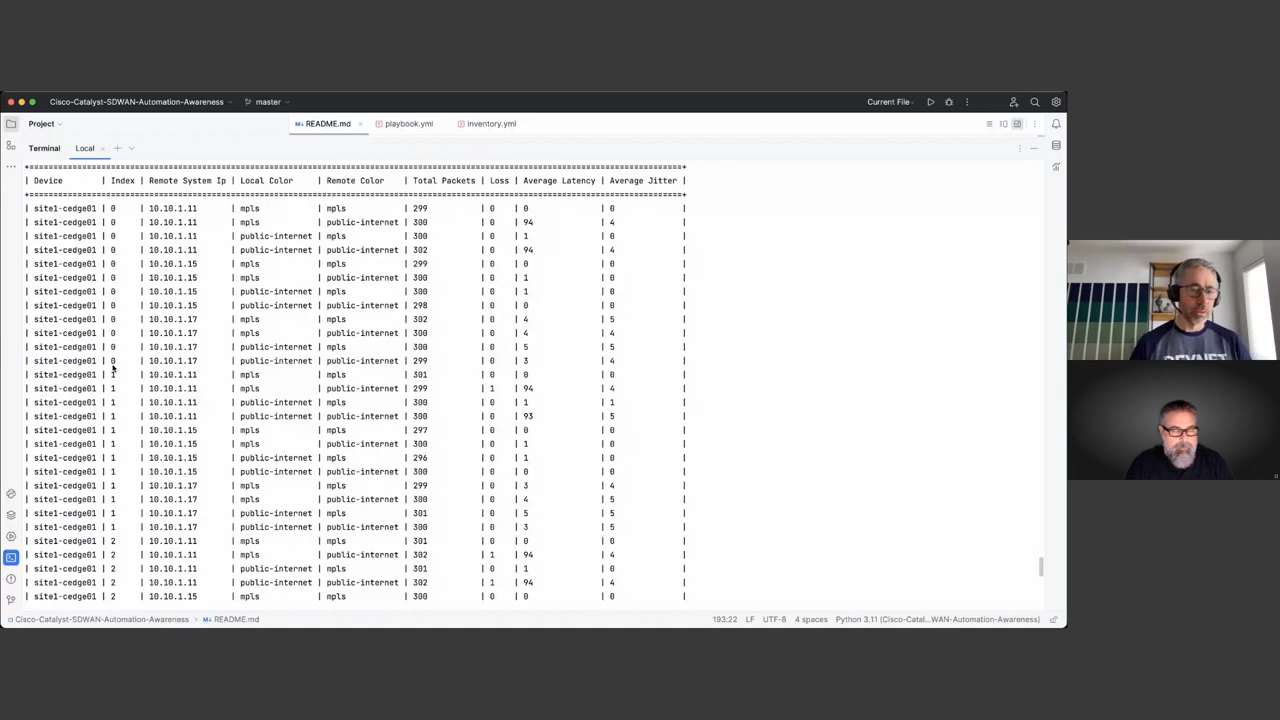 Cisco-Catalyst-SDWAN-Automation-Awareness master Current File
Project README.md playbook.yml inventory.yml
Terminal Local
+=====================================================================================================================+
| Device | Index | Remote System Ip | Local Color | Remote Color | Total Packets | Loss | Average Latency | Average Jitter |
+=====================================================================================================================+
| site1-cedge01 | 0 | 10.10.1.11 | mpls | mpls | 299 | 0 | 0 | 0 |
| site1-cedge01 | 0 | 10.10.1.11 | mpls | public-internet | 300 | 0 | 94 | 4 |
| site1-cedge01 | 0 | 10.10.1.11 | public-internet | mpls | 300 | 0 | 1 | 0 |
| site1-cedge01 | 0 | 10.10.1.11 | public-internet | public-internet | 302 | 0 | 94 | 4 |
| site1-cedge01 | 0 | 10.10.1.15 | mpls | mpls | 299 | 0 | 0 | 0 |
| site1-cedge01 | 0 | 10.10.1.15 | mpls | public-internet | 300 | 0 | 1 | 0 |
| site1-cedge01 | 0 | 10.10.1.15 | public-internet | mpls | 300 | 0 | 1 | 0 |
| site1-cedge01 | 0 | 10.10.1.15 | public-internet | public-internet | 298 | 0 | 0 | 0 |
| site1-cedge01 | 0 | 10.10.1.17 | mpls | mpls | 302 | 0 | 4 | 5 |
| site1-cedge01 | 0 | 10.10.1.17 | mpls | public-internet | 300 | 0 | 4 | 4 |
| site1-cedge01 | 0 | 10.10.1.17 | public-internet | mpls | 300 | 0 | 5 | 5 |
| site1-cedge01 | 0 | 10.10.1.17 | public-internet | public-internet | 299 | 0 | 3 | 4 |
| site1-cedge01 | 1 | 10.10.1.11 | mpls | mpls | 301 | 0 | 0 | 0 |
| site1-cedge01 | 1 | 10.10.1.11 | mpls | public-internet | 299 | 1 | 94 | 4 |
| site1-cedge01 | 1 | 10.10.1.11 | public-internet | mpls | 300 | 0 | 1 | 1 |
| site1-cedge01 | 1 | 10.10.1.11 | public-internet | public-internet | 300 | 0 | 93 | 5 |
| site1-cedge01 | 1 | 10.10.1.15 | mpls | mpls | 297 | 0 | 0 | 0 |
| site1-cedge01 | 1 | 10.10.1.15 | mpls | public-internet | 300 | 0 | 1 | 0 |
| site1-cedge01 | 1 | 10.10.1.15 | public-internet | mpls | 296 | 0 | 1 | 0 |
| site1-cedge01 | 1 | 10.10.1.15 | public-internet | public-internet | 300 | 0 | 0 | 0 |
| site1-cedge01 | 1 | 10.10.1.17 | mpls | mpls | 299 | 0 | 3 | 4 |
| site1-cedge01 | 1 | 10.10.1.17 | mpls | public-internet | 300 | 0 | 4 | 5 |
| site1-cedge01 | 1 | 10.10.1.17 | public-internet | mpls | 301 | 0 | 5 | 5 |
| site1-cedge01 | 1 | 10.10.1.17 | public-internet | public-internet | 300 | 0 | 3 | 5 |
| site1-cedge01 | 2 | 10.10.1.11 | mpls | mpls | 301 | 0 | 0 | 0 |
| site1-cedge01 | 2 | 10.10.1.11 | mpls | public-internet | 302 | 1 | 94 | 4 |
| site1-cedge01 | 2 | 10.10.1.11 | public-internet | mpls | 301 | 0 | 1 | 0 |
| site1-cedge01 | 2 | 10.10.1.11 | public-internet | public-internet | 302 | 1 | 94 | 4 |
| site1-cedge01 | 2 | 10.10.1.15 | mpls | mpls | 300 | 0 | 0 | 0 |
Cisco-Catalyst-SDWAN-Automation-Awareness > README.md 193:22 LF UTF-8 4 spaces Python 3.11 (Cisco-Catal...WAN-Automation-Awareness)